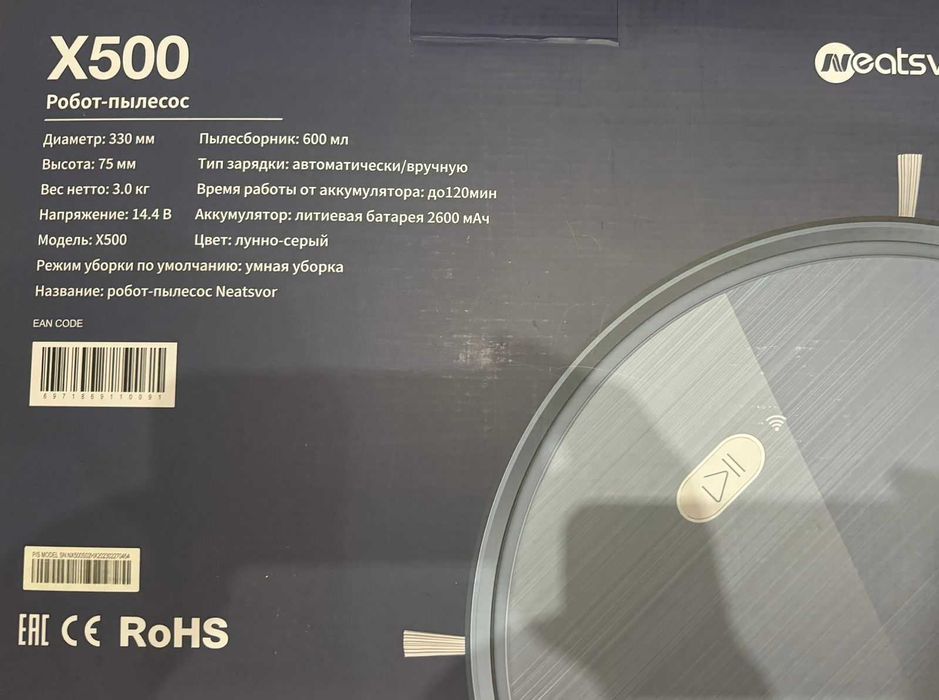 X500
Робот-пылесос
Neatsv
Диаметр: 330 мм
Высота: 75 мм
Вес нетто: 3.0 кг
Напряжение: 14.4 В
Модель: X500
Пылесборник: 600 мл
Тип зарядки: автоматически/вручную
Время работы от аккумулятора: до120мин
Аккумулятор: литиевая батарея 2600 мАч
Цвет: лунно-серый
Режим уборки по умолчанию: умная уборка
Название: робот-пылесос Neatsvor
EAN CODE
6971869110091
EAC CE RoHS